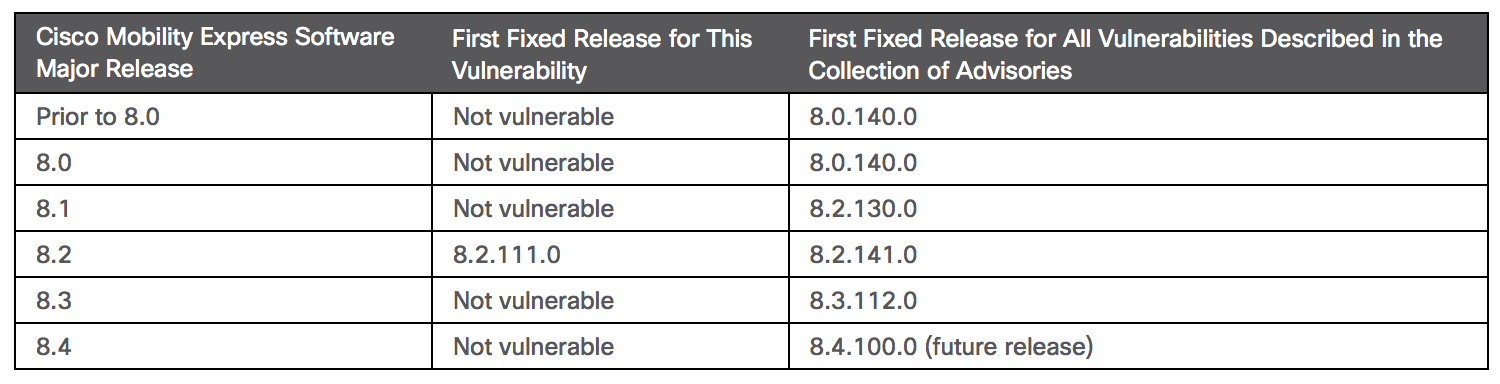 Cisco Mobility Express Software
Major Release
First Fixed Release for This
Vulnerability
First Fixed Release for All Vulnerabilities Described in the
Collection of Advisories
Prior to 8.0
Not vulnerable
8.0.140.0
8.0
Not vulnerable
8.0.140.0
8.1
Not vulnerable
8.2.130.0
8.2
8.2.111.0
8.2.141.0
8.3
Not vulnerable
8.3.112.0
8.4
Not vulnerable
8.4.100.0 (future release)